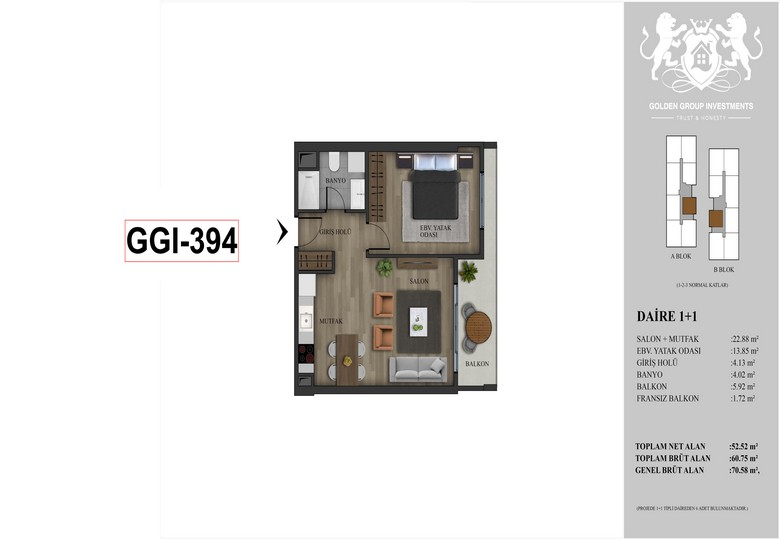 GOLDEN GROUP INVESTMENTS
TRUST & HONESTY
A BLOK
B BLOK
(1-2-3 NORMAL KATLAR)
GGI-394
BANYO
GİRİŞ HOLÜ
EBV. YATAK
ODASI
SALON
MUTFAK
BALKON
DAİRE 1+1
SALON + MUTFAK :22.88 m²
EBV. YATAK ODASI :13.85 m²
GİRİŞ HOLÜ :4.13 m²
BANYO :4.02 m²
BALKON :5.92 m²
FRANSIZ BALKON :1.72 m²
TOPLAM NET ALAN :52.52 m²
TOPLAM BRÜT ALAN :60.75 m²
GENEL BRÜT ALAN :70.58 m²,
(PROJEDE 1+1 TİPLİ DAİREDEN 6 ADET BULUNMAKTADIR.)